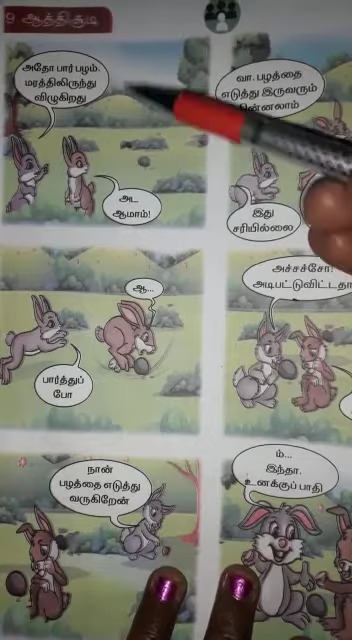 9 ஆத்திசூடி
அதோ பார் பழம்.
மரத்திலிருந்து
விழுகிறது
அட
ஆமாம்!
வா. பழத்தை
எடுத்து இருவரும்
தின்னலாம்
இது
சரியில்லை
ஆ...
பார்த்துப்
போ
அச்சச்சோ!
அடிபட்டுவிட்டதா
நான்
பழத்தை எடுத்து
வருகிறேன்
ம்...
இந்தா.
உனக்குப் பாதி